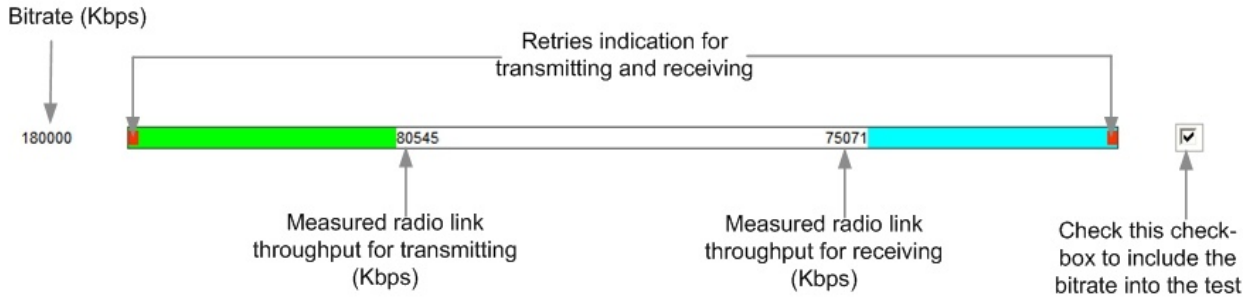 Bitrate (Kbps)
Retries indication for
transmitting and receiving
180000
80545
75071
Measured radio link
throughput for transmitting
(Kbps)
Measured radio link
throughput for receiving
(Kbps)
Check this check-
box to include the
bitrate into the test